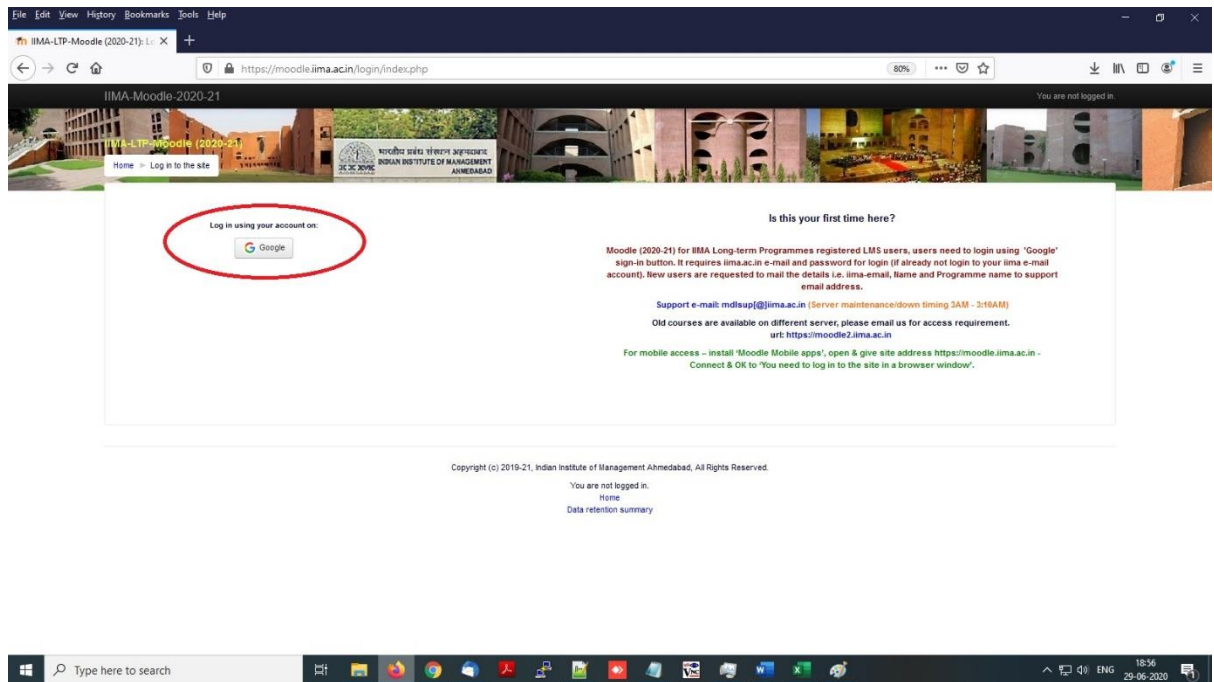 File Edit View History Bookmarks Tools Help
IIMA-LTP-Moodle (2020-21): Lo
https://moodle.iima.ac.in/login/index.php
80%
IIMA-Moodle-2020-21
You are not logged in.
IIMA-LTP-Moodle (2020-21)
Home ► Log in to the site
भारतीय प्रबंध संस्थान अहमदाबाद
INDIAN INSTITUTE OF MANAGEMENT
AHMEDABAD
Log in using your account on:
Google
Is this your first time here?
Moodle (2020-21) for IIMA Long-term Programmes registered LMS users, users need to login using 'Google'
sign-in button. It requires iima.ac.in e-mail and password for login (if already not login to your iima e-mail
account). New users are requested to mail the details i.e. iima-email, Name and Programme name to support
email address.
Support e-mail: mdlsup[@]iima.ac.in (Server maintenance/down timing 3AM - 3:10AM)
Old courses are available on different server, please email us for access requirement.
url: https://moodle2.iima.ac.in
For mobile access – install 'Moodle Mobile apps', open & give site address https://moodle.iima.ac.in -
Connect & OK to 'You need to log in to the site in a browser window'.
Copyright (c) 2019-21, Indian Institute of Management Ahmedabad, All Rights Reserved.
You are not logged in.
Home
Data retention summary
Type here to search
ENG
18:56
29-06-2020